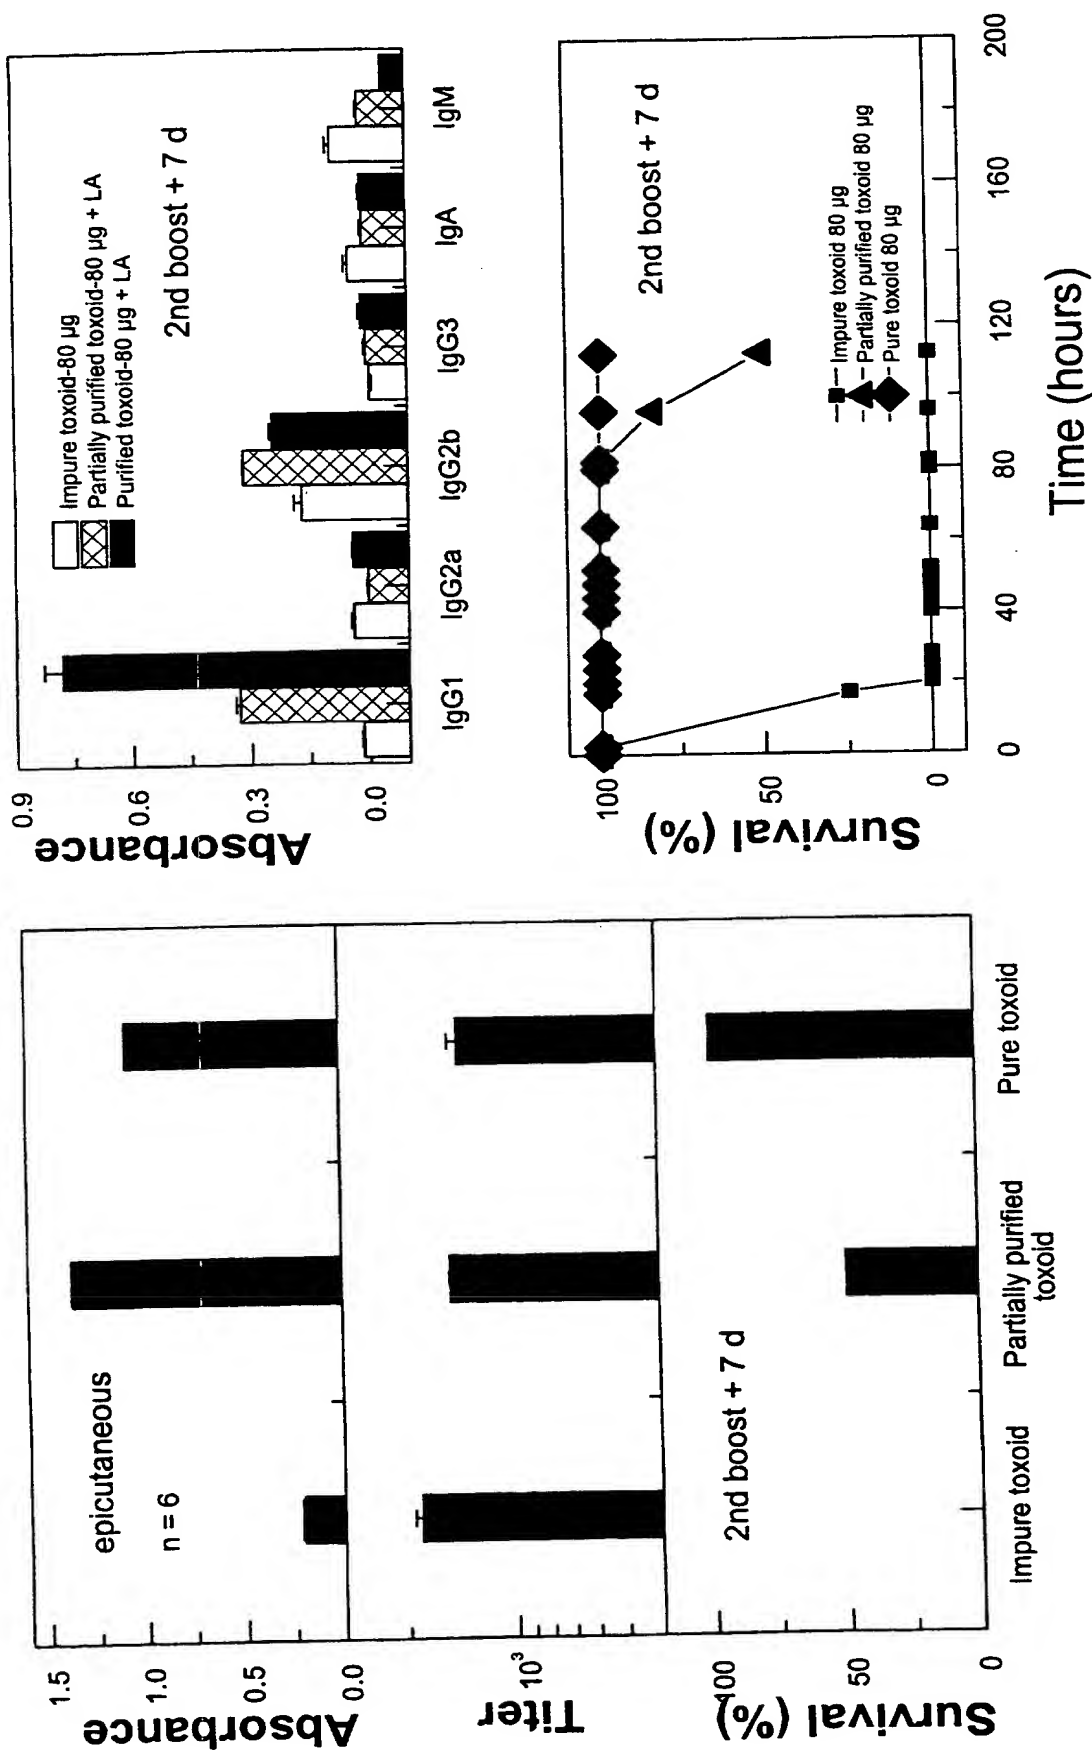 1.5
1.0
0.5
0.0
Absorbance
epicutaneous
n = 6
10³
Titer
100
50
0
Survival (%)
2nd boost + 7 d
Impure toxoid
Partially purified
toxoid
Pure toxoid
0.9
0.6
0.3
0.0
Absorbance
Impure toxoid-80 µg
Partially purified toxoid-80 µg + LA
Purified toxoid-80 µg + LA
2nd boost + 7 d
IgG1
IgG2a
IgG2b
IgG3
IgA
IgM
100
50
0
Survival (%)
2nd boost + 7 d
Impure toxoid 80 µg
Partially purified toxoid 80 µg
Pure toxoid 80 µg
0
40
80
120
160
200
Time (hours)